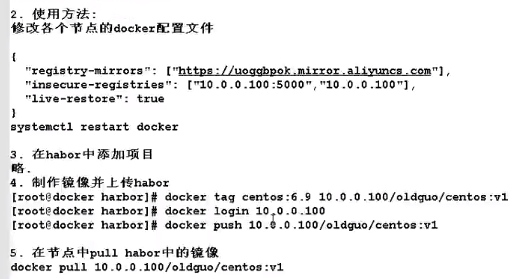 2. 使用方法:
修改各个节点的docker配置文件
{
"registry-mirrors": ["https://uoggbpok.mirror.aliyuncs.com"],
"insecure-registries": ["10.0.0.100:5000","10.0.0.100"],
"live-restore": true
}
systemctl restart docker
3. 在habor中添加项目
略.
4. 制作镜像并上传habor
[root@docker harbor]# docker tag centos:6.9 10.0.0.100/oldguo/centos:v1
[root@docker harbor]# docker login 10.0.0.100
[root@docker harbor]# docker push 10.0.0.100/oldguo/centos:v1
5. 在节点中pull habor中的镜像
docker pull 10.0.0.100/oldguo/centos:v1